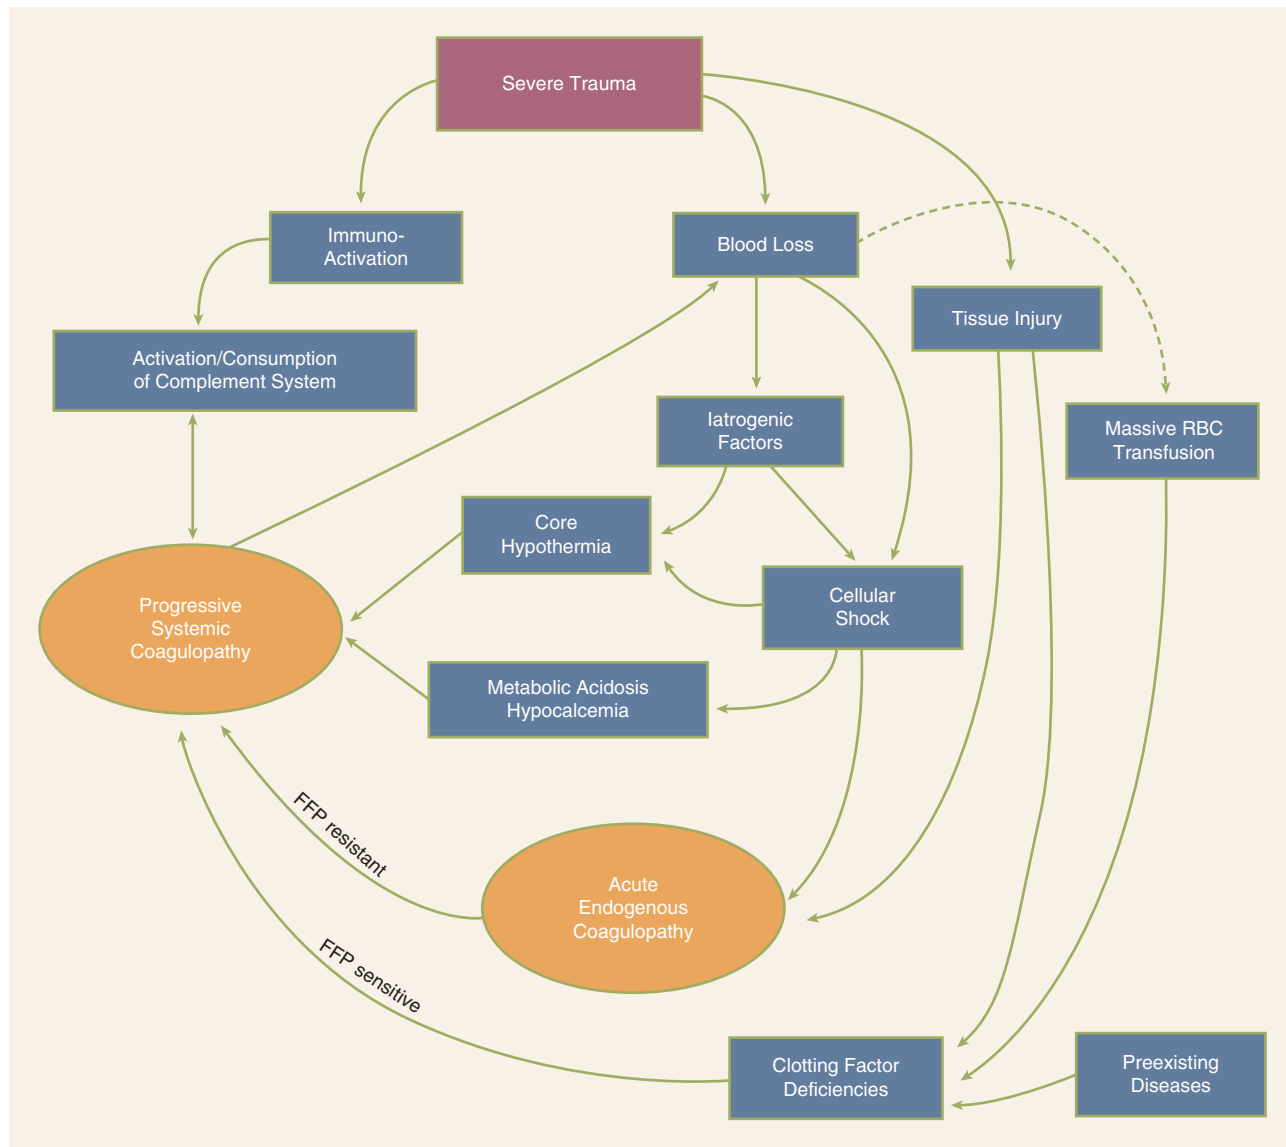 Severe Trauma
Immuno-
Activation
Blood Loss
Tissue Injury
Activation/Consumption
of Complement System
Iatrogenic
Factors
Massive RBC
Transfusion
Core
Hypothermia
Cellular
Shock
Progressive
Systemic
Coagulopathy
Metabolic Acidosis
Hypocalcemia
FFP resistant
Acute
Endogenous
Coagulopathy
FFP sensitive
Clotting Factor
Deficiencies
Preexisting
Diseases